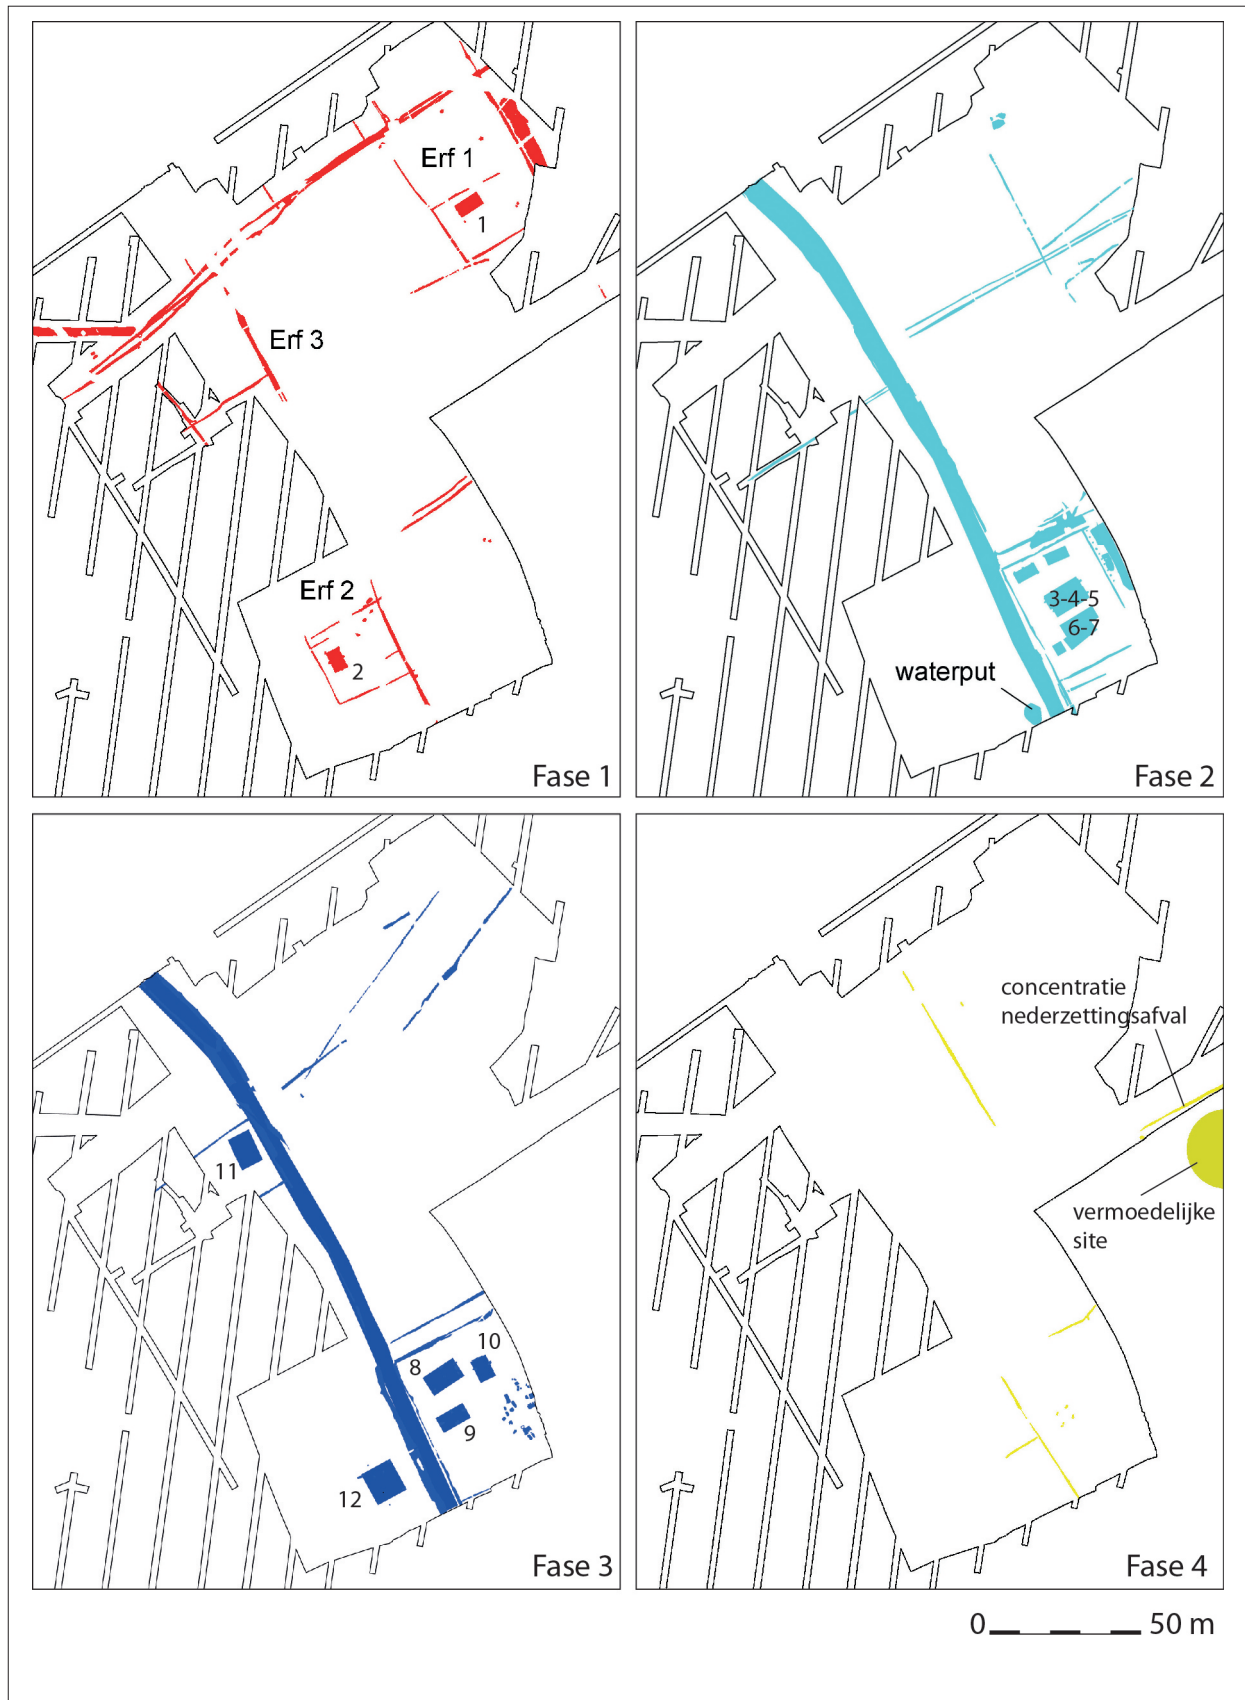 Erf 1
1
Erf 3
Erf 2
2
Fase 1
3-4-5
6-7
waterput
Fase 2
11
10
8
9
12
Fase 3
concentratie
nederzettingsafval
vermoedelijke
site
Fase 4
0 50 m